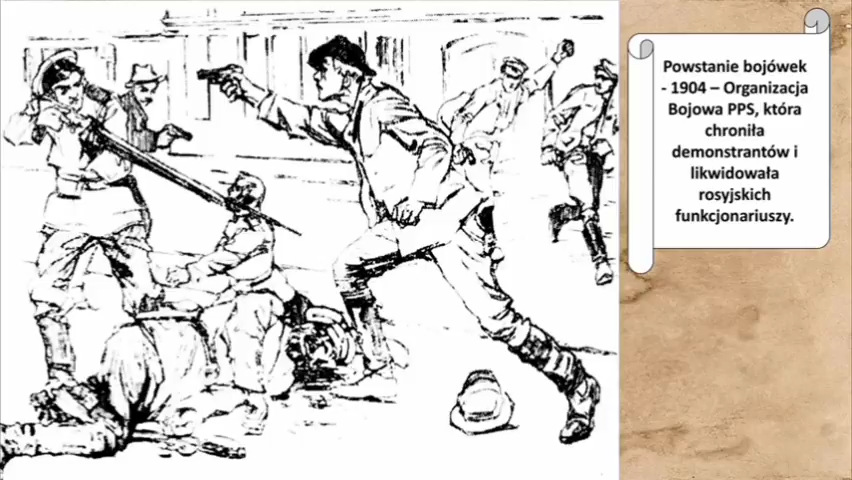 Powstanie bojówek
- 1904 – Organizacja
Bojowa PPS, która
chroniła
demonstrantów i
likwidowała
rosyjskich
funkcjonariuszy.